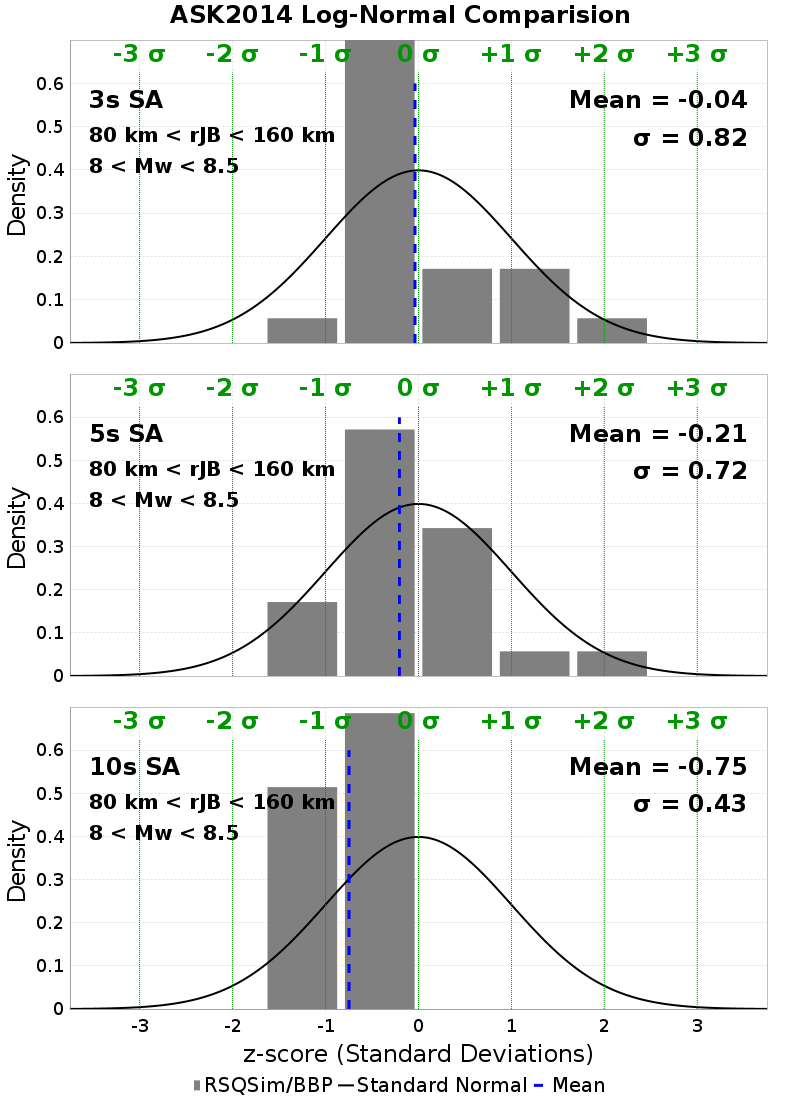 ASK2014 Log-Normal Comparision
-3 σ -2 σ -1 σ 0 σ +1 σ +2 σ +3 σ
3s SA
Mean = -0.04
80 km < rJB < 160 km
σ = 0.82
8 < Mw < 8.5
Density
0.6
0.5
0.4
0.3
0.2
0.1
0
-3 σ -2 σ -1 σ 0 σ +1 σ +2 σ +3 σ
5s SA
Mean = -0.21
80 km < rJB < 160 km
σ = 0.72
8 < Mw < 8.5
Density
0.6
0.5
0.4
0.3
0.2
0.1
0
-3 σ -2 σ -1 σ 0 σ +1 σ +2 σ +3 σ
10s SA
Mean = -0.75
80 km < rJB < 160 km
σ = 0.43
8 < Mw < 8.5
Density
0.6
0.5
0.4
0.3
0.2
0.1
0
-3 -2 -1 0 1 2 3
z-score (Standard Deviations)
RSQSim/BBP Standard Normal Mean